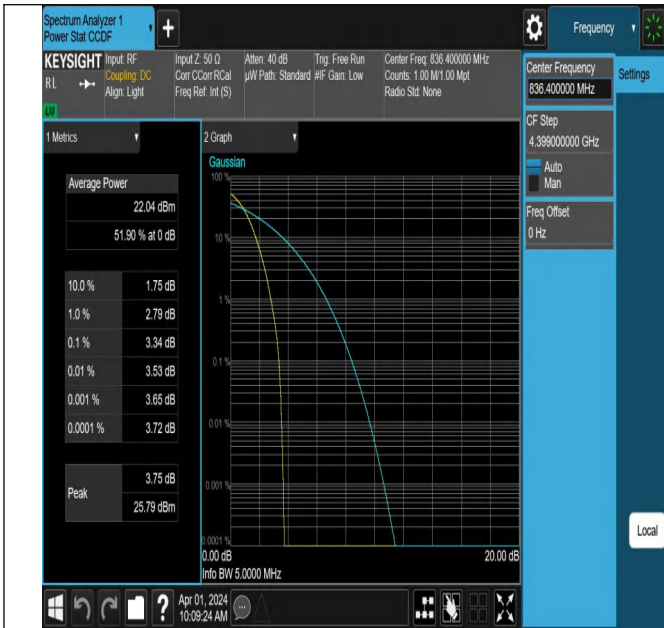 Spectrum Analyzer 1
Power Stat CCDF
Frequency
KEYSIGHT
RL
LXI
Input: RF
Coupling: DC
Align: Light
Input Z: 50 Ω
Corr CCorr RCal
Freq Ref: Int (S)
Atten: 40 dB
µW Path: Standard
Trig: Free Run
#IF Gain: Low
Center Freq: 836.400000 MHz
Counts: 1.00 M/1.00 Mpt
Radio Std: None
Center Frequency
836.400000 MHz
Settings
CF Step
4.399000000 GHz
Auto
Man
Freq Offset
0 Hz
1 Metrics
Average Power
22.04 dBm
51.90 % at 0 dB
10.0 % 1.75 dB
1.0 % 2.79 dB
0.1 % 3.34 dB
0.01 % 3.53 dB
0.001 % 3.65 dB
0.0001 % 3.72 dB
Peak
3.75 dB
25.79 dBm
2 Graph
Gaussian
100 %
10 %
1 %
0.1 %
0.01 %
0.001 %
0.0001 %
0.00 dB 20.00 dB
Info BW 5.0000 MHz
Local
Apr 01, 2024
10:09:24 AM